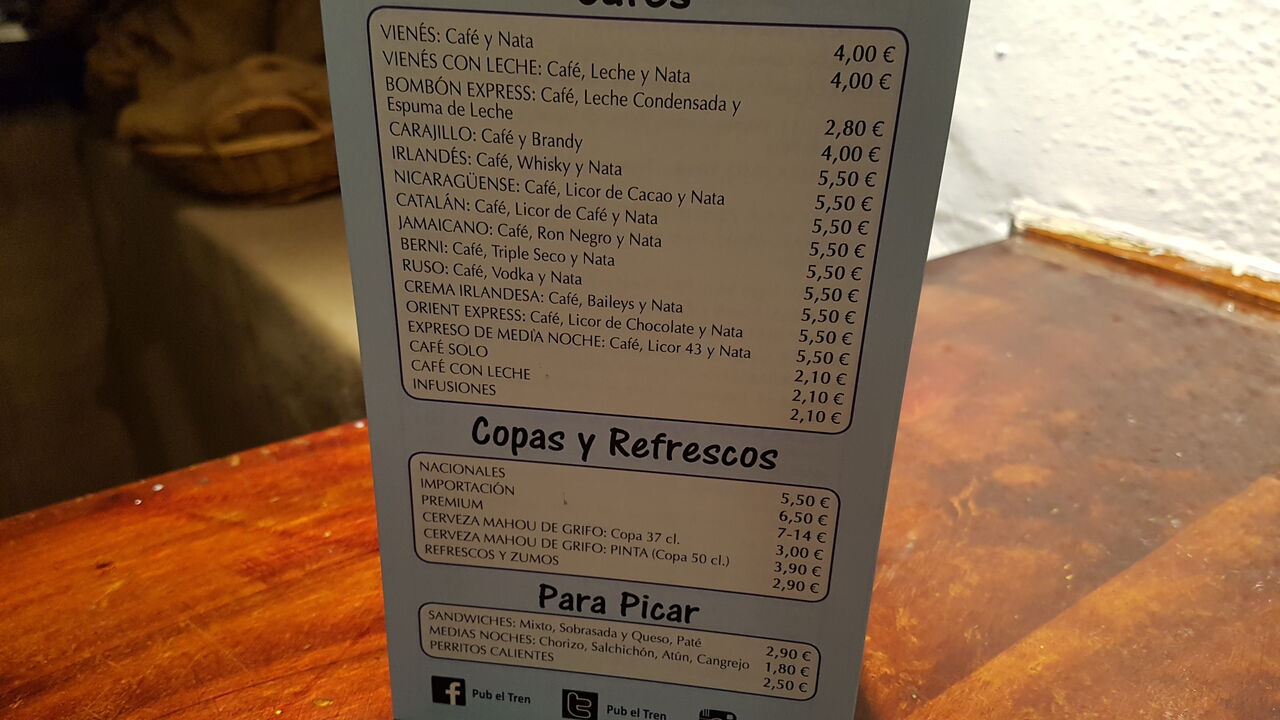 Cafés
VIENÉS: Café y Nata 4,00 €
VIENÉS CON LECHE: Café, Leche y Nata 4,00 €
BOMBÓN EXPRESS: Café, Leche Condensada y
Espuma de Leche 2,80 €
CARAJILLO: Café y Brandy 4,00 €
IRLANDÉS: Café, Whisky y Nata 5,50 €
NICARAGÜENSE: Café, Licor de Cacao y Nata 5,50 €
CATALÁN: Café, Licor de Café y Nata 5,50 €
JAMAICANO: Café, Ron Negro y Nata 5,50 €
BERNI: Café, Triple Seco y Nata 5,50 €
RUSO: Café, Vodka y Nata 5,50 €
CREMA IRLANDESA: Café, Baileys y Nata 5,50 €
ORIENT EXPRESS: Café, Licor de Chocolate y Nata 5,50 €
EXPRESO DE MEDÍA NOCHE: Café, Licor 43 y Nata 5,50 €
CAFÉ SOLO 2,10 €
CAFÉ CON LECHE 2,10 €
INFUSIONES 2,10 €
Copas y Refrescos
NACIONALES 5,50 €
IMPORTACIÓN 6,50 €
PREMIUM 7-14 €
CERVEZA MAHOU DE GRIFO: Copa 37 cl. 3,00 €
CERVEZA MAHOU DE GRIFO: PINTA (Copa 50 cl.) 3,90 €
REFRESCOS Y ZUMOS 2,90 €
Para Picar
SANDWICHES: Mixto, Sobrasada y Queso, Paté 2,90 €
MEDIAS NOCHES: Chorizo, Salchichón, Atún, Cangrejo 1,80 €
PERRITOS CALIENTES 2,50 €
f Pub el Tren t Pub el Tren